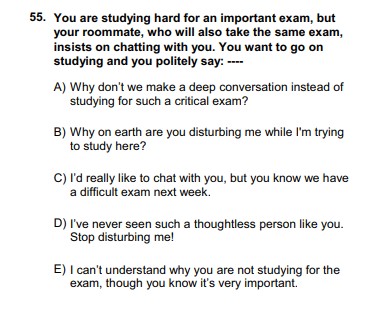 55. You are studying hard for an important exam, but
your roommate, who will also take the same exam,
insists on chatting with you. You want to go on
studying and you politely say: ----
A) Why don't we make a deep conversation instead of
studying for such a critical exam?
B) Why on earth are you disturbing me while I'm trying
to study here?
C) I'd really like to chat with you, but you know we have
a difficult exam next week.
D) I've never seen such a thoughtless person like you.
Stop disturbing me!
E) I can't understand why you are not studying for the
exam, though you know it's very important.